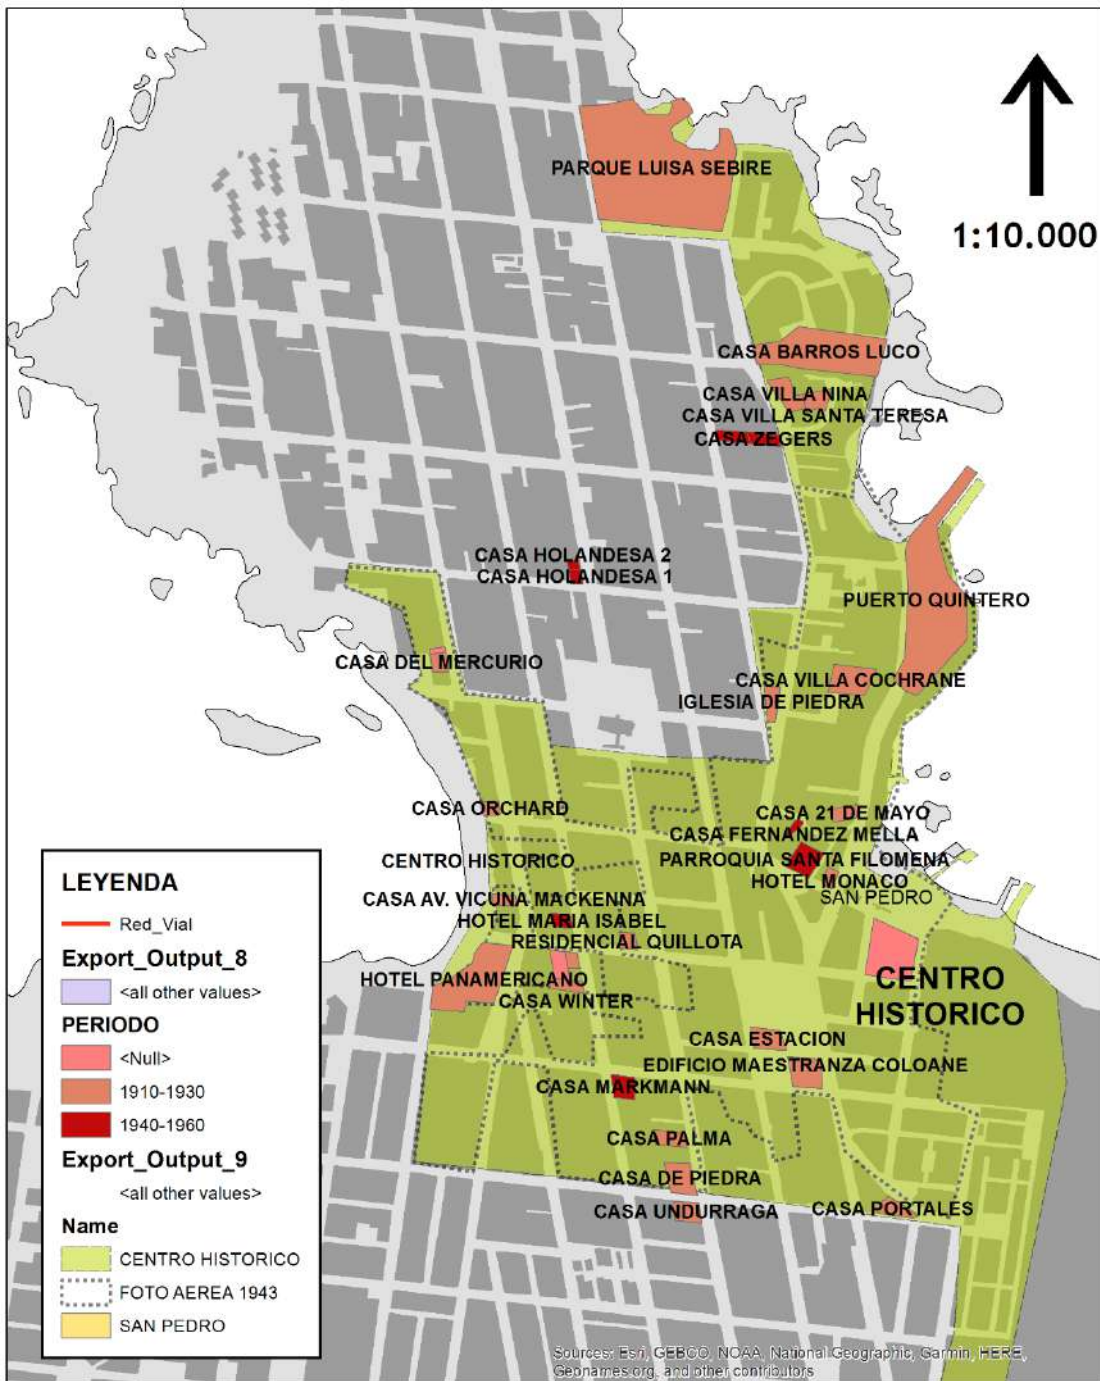 PARQUE LUISA SEBIRE
1:10.000
CASA BARROS LUCO
CASA VILLA NINA
CASA VILLA SANTA TERESA
CASA ZEGERS
CASA HOLANDESA 2
CASA HOLANDESA 1
PUERTO QUINTERO
CASA DEL MERCURIO
CASA VILLA COCHRANE
IGLESIA DE PIEDRA
CASA ORCHARD
CASA 21 DE MAYO
CASA FERNANDEZ MELLA
CENTRO HISTORICO
PARROQUIA SANTA FILOMENA
HOTEL MONACO
SAN PEDRO
CASA AV. VICUNA MACKENNA
HOTEL MARIA ISABEL
RESIDENCIAL QUILLOTA
HOTEL PANAMERICANO
CASA WINTER
CENTRO
HISTORICO
CASA ESTACION
EDIFICIO MAESTRANZA COLOANE
CASA MARKMANN
CASA PALMA
CASA DE PIEDRA
CASA UNDURRAGA
CASA PORTALES
LEYENDA
Red_Vial
Export_Output_8
<all other values>
PERIODO
<Null>
1910-1930
1940-1960
Export_Output_9
<all other values>
Name
CENTRO HISTORICO
FOTO AEREA 1943
SAN PEDRO
Sources: Esri, GEBCO, NOAA, National Geographic, Garmin, HERE,
Geonames.org, and other contributors